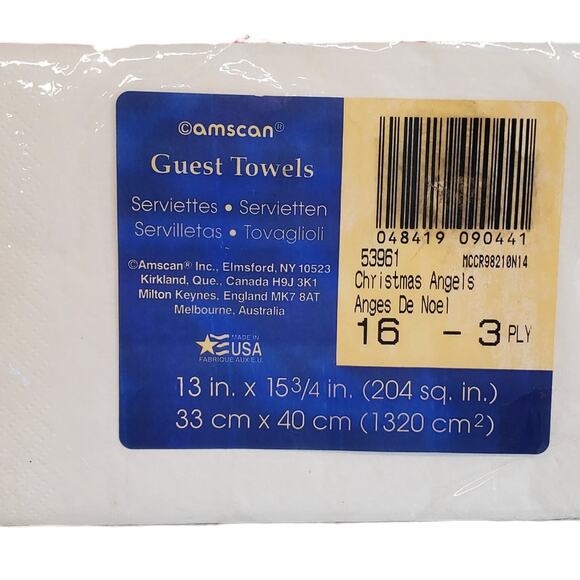 ©amscan®
Guest Towels
Serviettes • Servietten
Servilletas • Tovaglioli
©Amscan® Inc., Elmsford, NY 10523
Kirkland, Que., Canada H9J 3K1
Milton Keynes, England MK7 8AT
Melbourne, Australia
MADE IN
USA
FABRIQUE AUX E.U.
13 in. x 15 3/4 in. (204 sq. in.)
33 cm x 40 cm (1320 cm²)
048419 090441
53961 MCCR98210N14
Christmas Angels
Anges De Noel
16 - 3 PLY